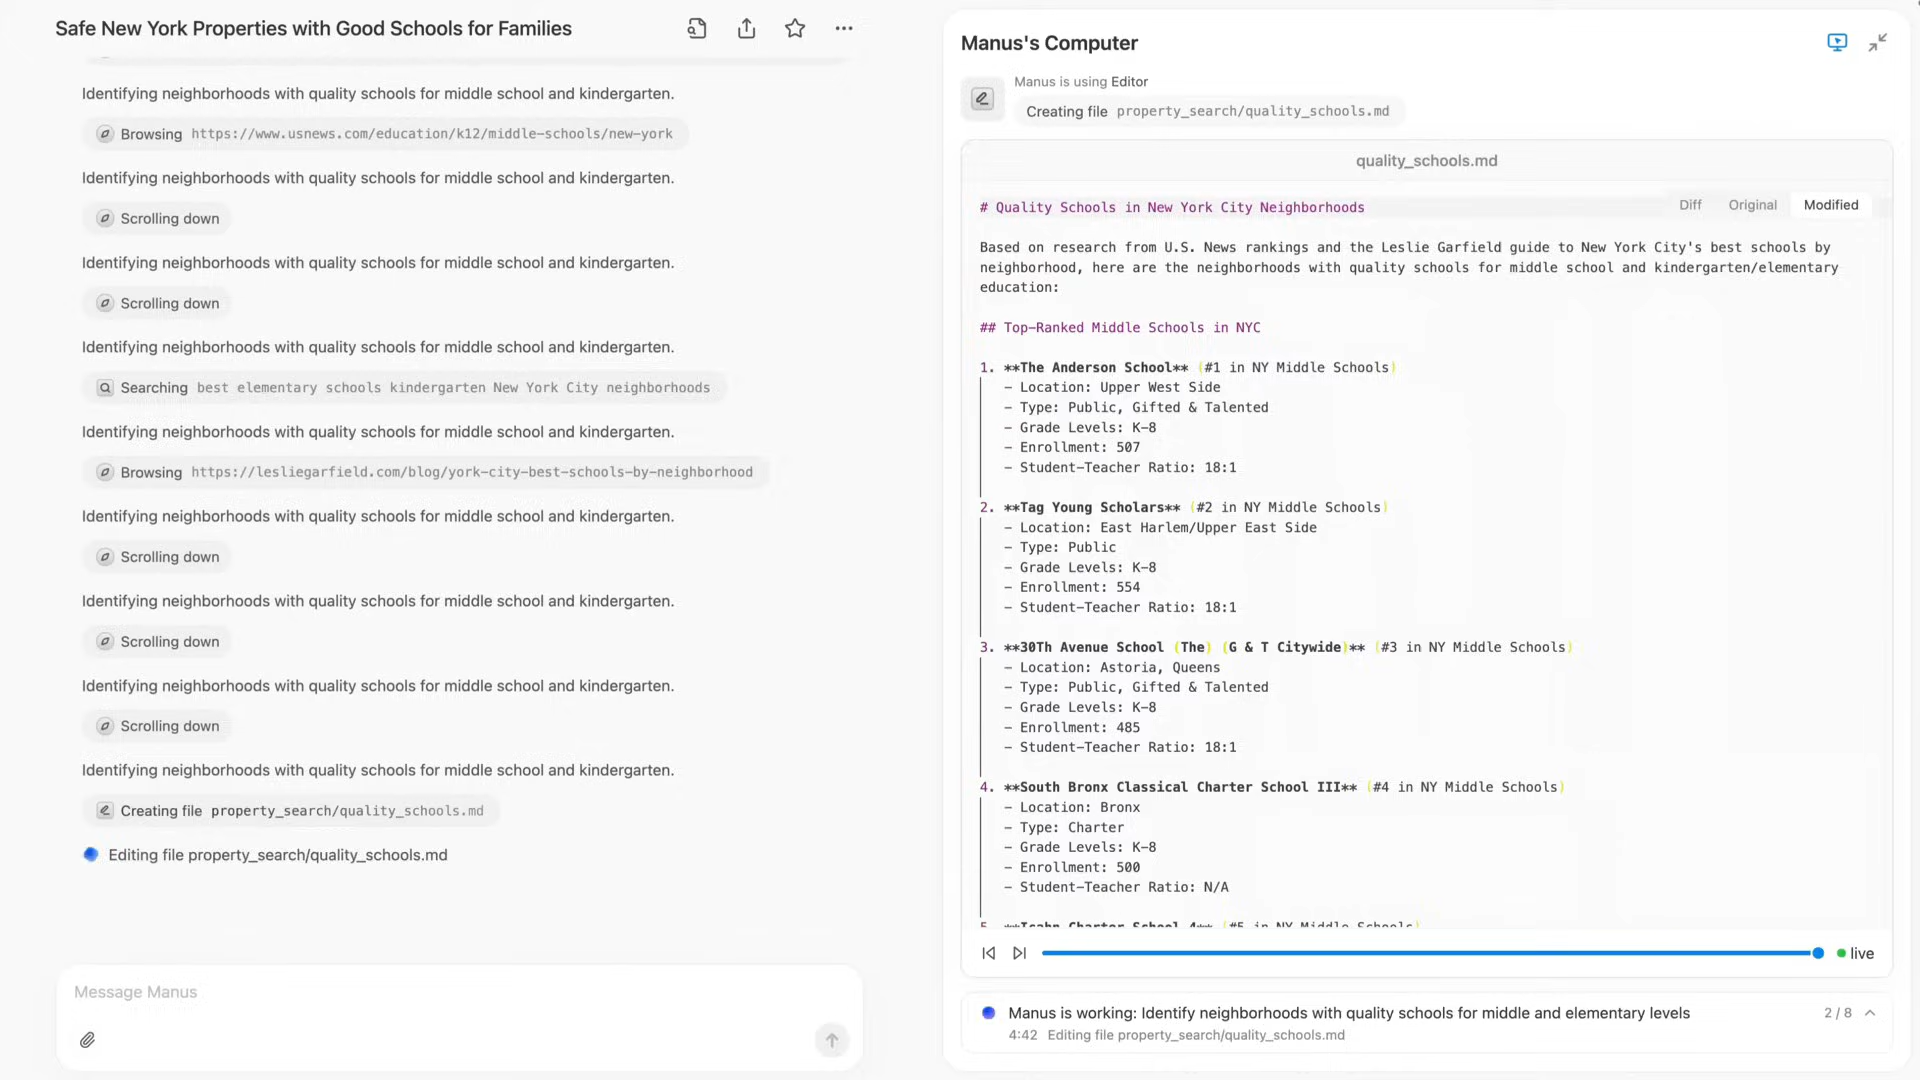 Safe New York Properties with Good Schools for Families
Identifying neighborhoods with quality schools for middle school and kindergarten.
Browsing https://www.usnews.com/education/k12/middle-schools/new-york
Identifying neighborhoods with quality schools for middle school and kindergarten.
Scrolling down
Identifying neighborhoods with quality schools for middle school and kindergarten.
Scrolling down
Identifying neighborhoods with quality schools for middle school and kindergarten.
Searching best elementary schools kindergarten New York City neighborhoods
Identifying neighborhoods with quality schools for middle school and kindergarten.
Browsing https://lesliegarfield.com/blog/york-city-best-schools-by-neighborhood
Identifying neighborhoods with quality schools for middle school and kindergarten.
Scrolling down
Identifying neighborhoods with quality schools for middle school and kindergarten.
Scrolling down
Identifying neighborhoods with quality schools for middle school and kindergarten.
Scrolling down
Identifying neighborhoods with quality schools for middle school and kindergarten.
Creating file property_search/quality_schools.md
Editing file property_search/quality_schools.md
Message Manus
Manus's Computer
Manus is using Editor
Creating file property_search/quality_schools.md
quality_schools.md
Diff Original Modified
# Quality Schools in New York City Neighborhoods
Based on research from U.S. News rankings and the Leslie Garfield guide to New York City's best schools by
neighborhood, here are the neighborhoods with quality schools for middle school and kindergarten/elementary
education:
## Top-Ranked Middle Schools in NYC
1. **The Anderson School** (#1 in NY Middle Schools)
- Location: Upper West Side
- Type: Public, Gifted & Talented
- Grade Levels: K-8
- Enrollment: 507
- Student-Teacher Ratio: 18:1
2. **Tag Young Scholars** (#2 in NY Middle Schools)
- Location: East Harlem/Upper East Side
- Type: Public
- Grade Levels: K-8
- Enrollment: 554
- Student-Teacher Ratio: 18:1
3. **30Th Avenue School (The) (G & T Citywide)** (#3 in NY Middle Schools)
- Location: Astoria, Queens
- Type: Public, Gifted & Talented
- Grade Levels: K-8
- Enrollment: 485
- Student-Teacher Ratio: 18:1
4. **South Bronx Classical Charter School III** (#4 in NY Middle Schools)
- Location: Bronx
- Type: Charter
- Grade Levels: K-8
- Enrollment: 500
- Student-Teacher Ratio: N/A
5. **Icahn Charter School 4** (#5 in NY Middle Schools)
live
Manus is working: Identify neighborhoods with quality schools for middle and elementary levels 2 / 8
4:42 Editing file property_search/quality_schools.md